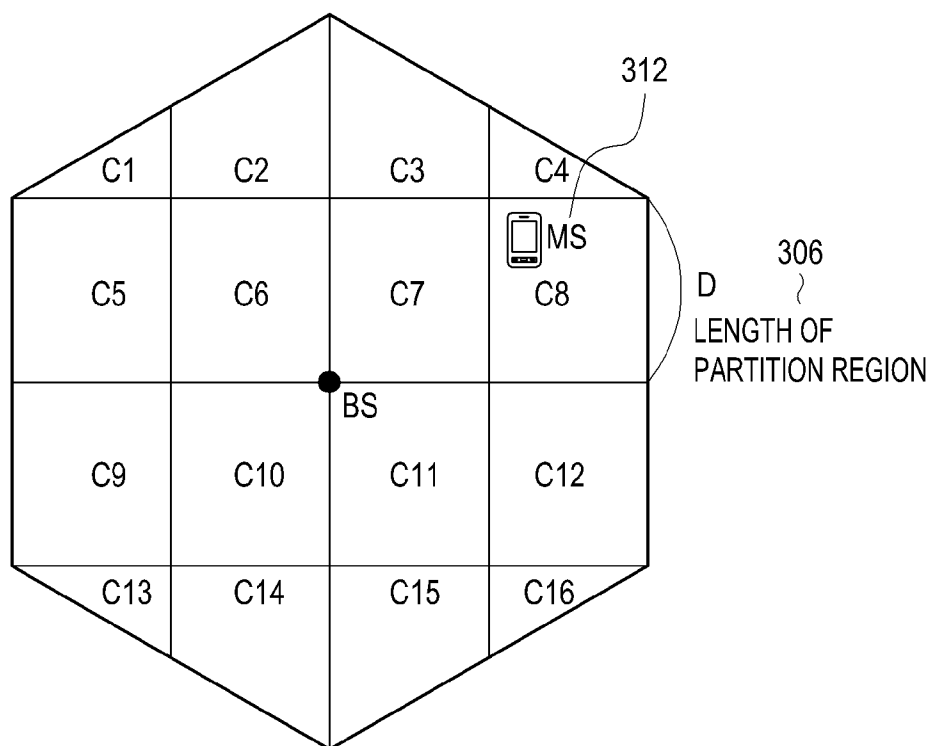 312
C1 C2 C3 C4
MS
306
C5 C6 C7 C8
D
LENGTH OF
PARTITION REGION
BS
C9 C10 C11 C12
C13 C14 C15 C16